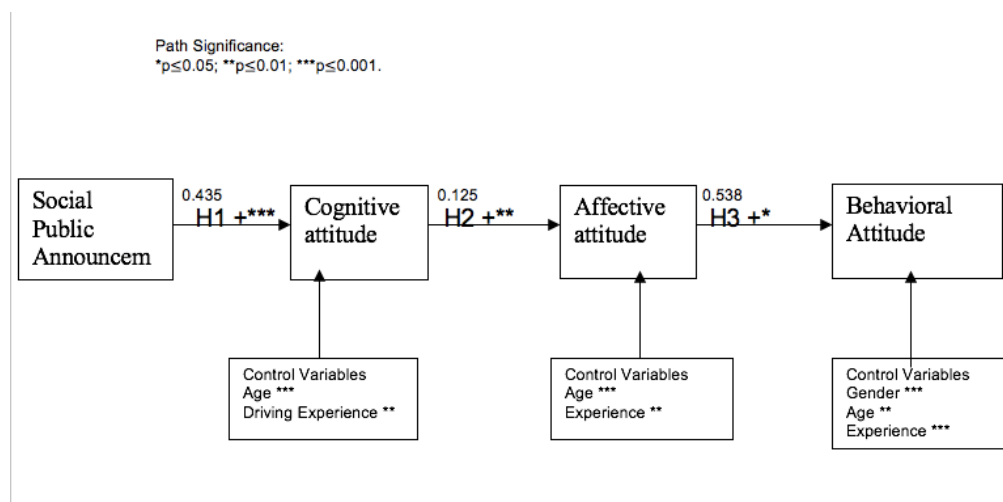 Path Significance:
*p≤0.05; **p≤0.01; ***p≤0.001.
Social
Public
Announcem
0.435
H1 +***
Cognitive
attitude
0.125
H2 +**
Affective
attitude
0.538
H3 +*
Behavioral
Attitude
Control Variables
Age ***
Driving Experience **
Control Variables
Age ***
Experience **
Control Variables
Gender ***
Age **
Experience ***